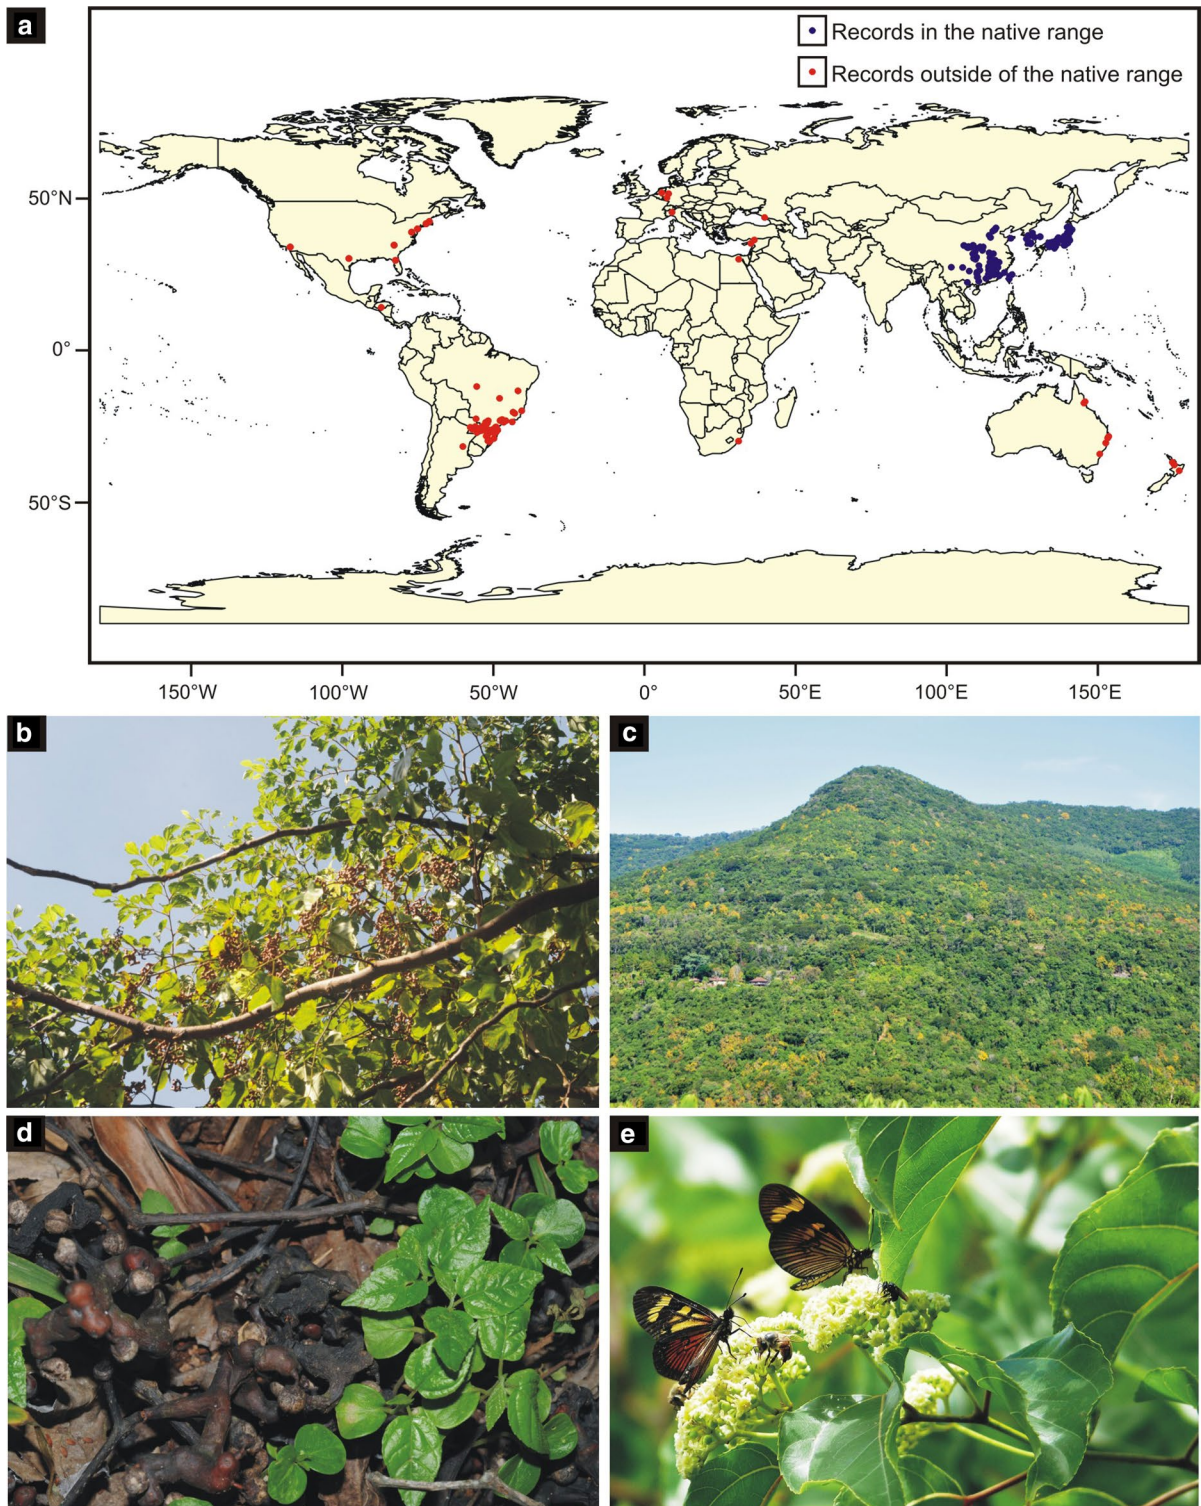 a
Records in the native range
Records outside of the native range
50°N
0°
50°S
150°W
100°W
50°W
0°
50°E
100°E
150°E
b
c
d
e